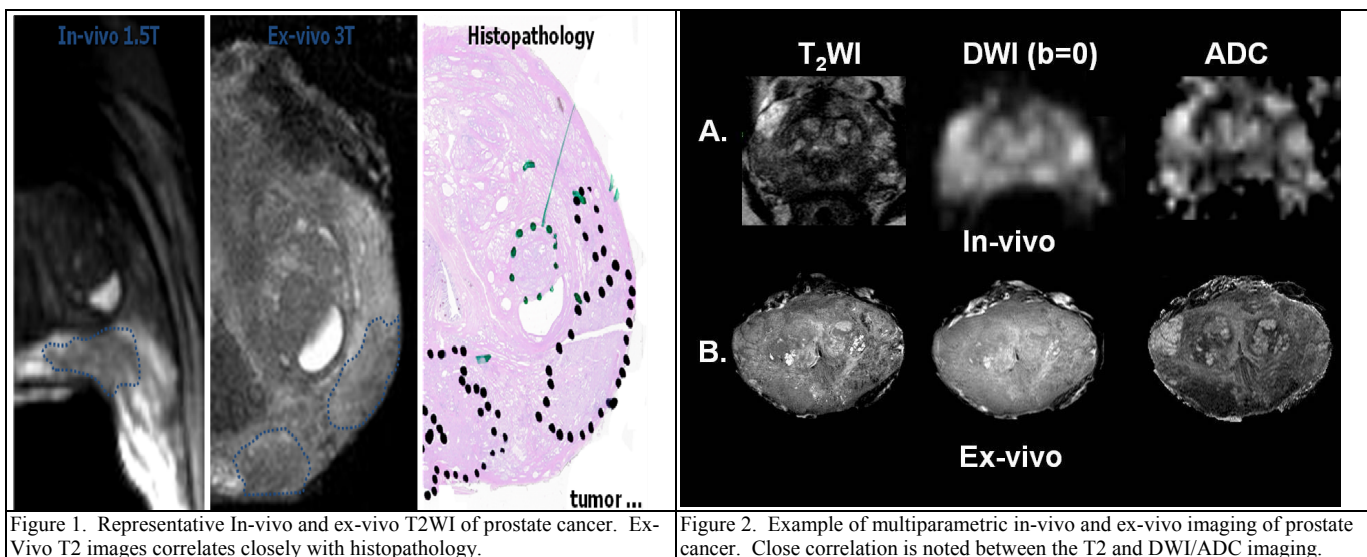 In-vivo 1.5T
Ex-vivo 3T
Histopathology
tumor ...
Figure 1. Representative In-vivo and ex-vivo T2WI of prostate cancer. Ex-
Vivo T2 images correlates closely with histopathology.
T2WI
DWI (b=0)
ADC
A.
In-vivo
B.
Ex-vivo
Figure 2. Example of multiparametric in-vivo and ex-vivo imaging of prostate
cancer. Close correlation is noted between the T2 and DWI/ADC imaging.